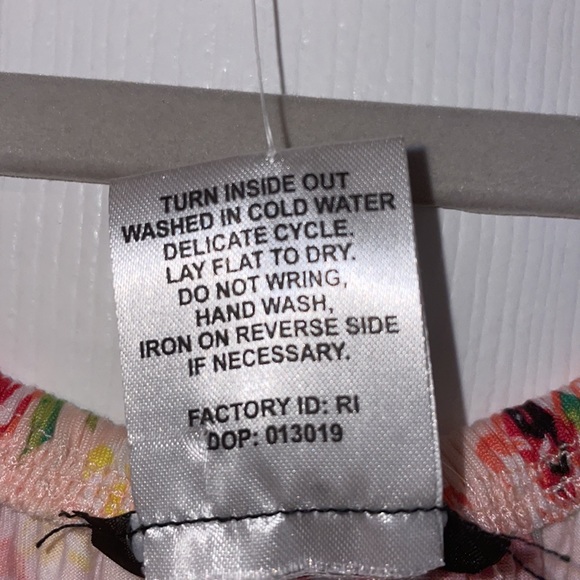 TURN INSIDE OUT
WASHED IN COLD WATER
DELICATE CYCLE.
LAY FLAT TO DRY.
DO NOT WRING,
HAND WASH,
IRON ON REVERSE SIDE
IF NECESSARY.
FACTORY ID: RI
DOP: 013019